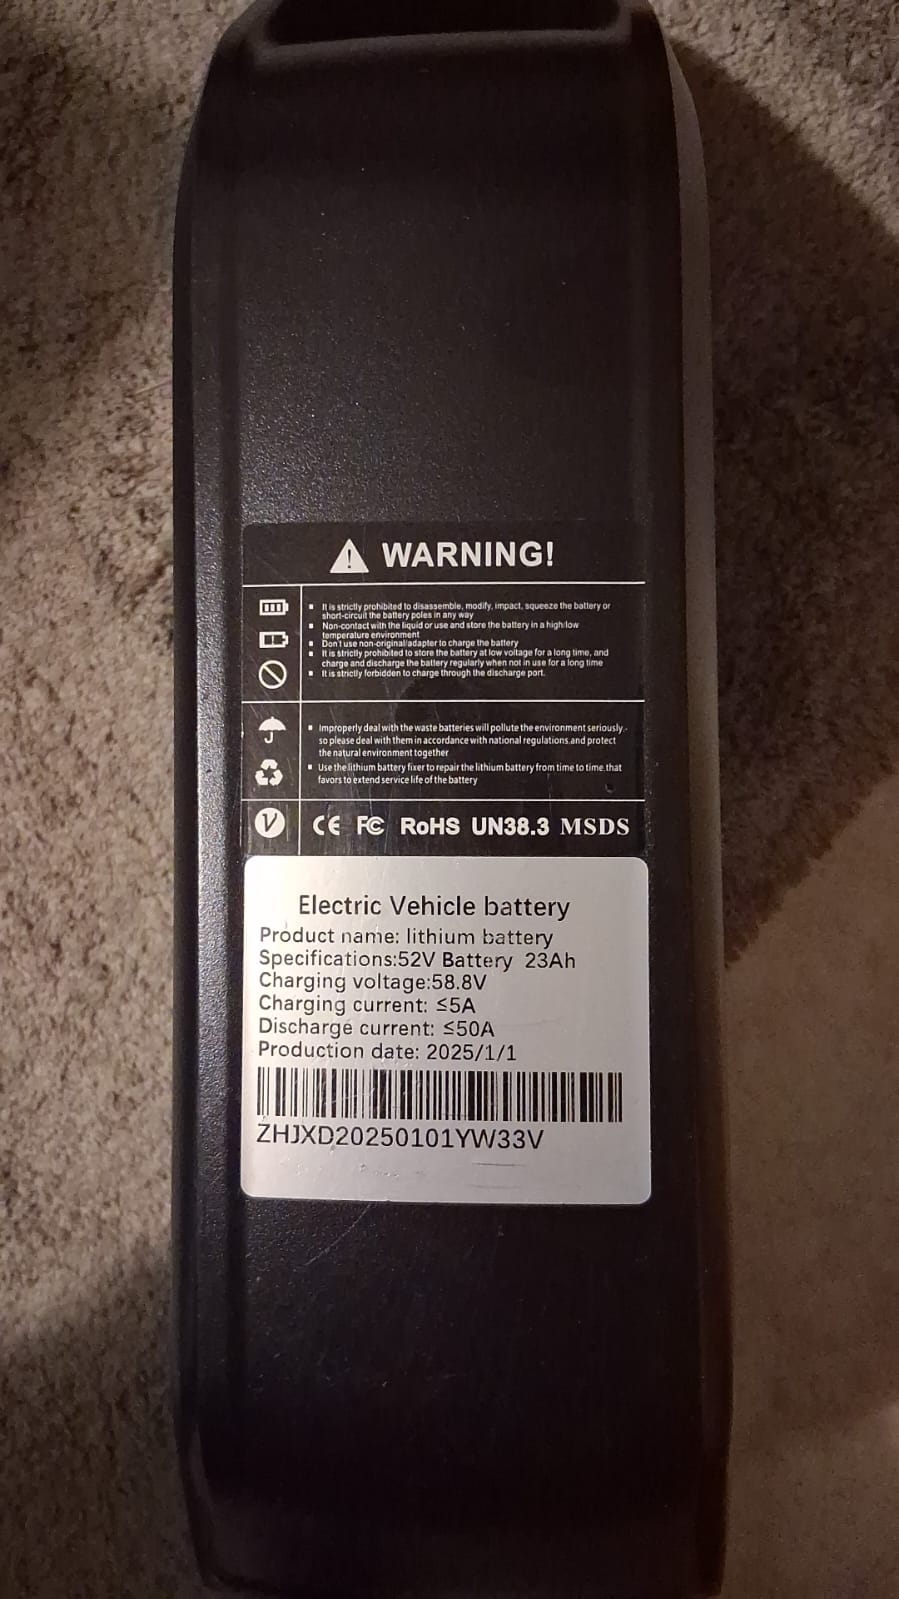 WARNING!
It is strictly prohibited to disassemble, modify, impact, squeeze the battery or
short-circuit the battery poles in any way
Non-contact with the liquid or use and store the battery in a high/low
temperature environment
Don't use non-original/adapter to charge the battery
It is strictly prohibited to store the battery at low voltage for a long time, and
charge and discharge the battery regularly when not in use for a long time
It is strictly forbidden to charge through the discharge port.
Improperly deal with the waste batteries will pollute the environment seriously.
so please deal with them in accordance with national regulations.and protect
the natural environment together
Use the lithium battery fixer to repair the lithium battery from time to time.that
favors to extend service life of the battery
V CE FC RoHS UN38.3 MSDS
Electric Vehicle battery
Product name: lithium battery
Specifications:52V Battery 23Ah
Charging voltage:58.8V
Charging current: ≤5A
Discharge current: ≤50A
Production date: 2025/1/1
ZHJXD20250101YW33V